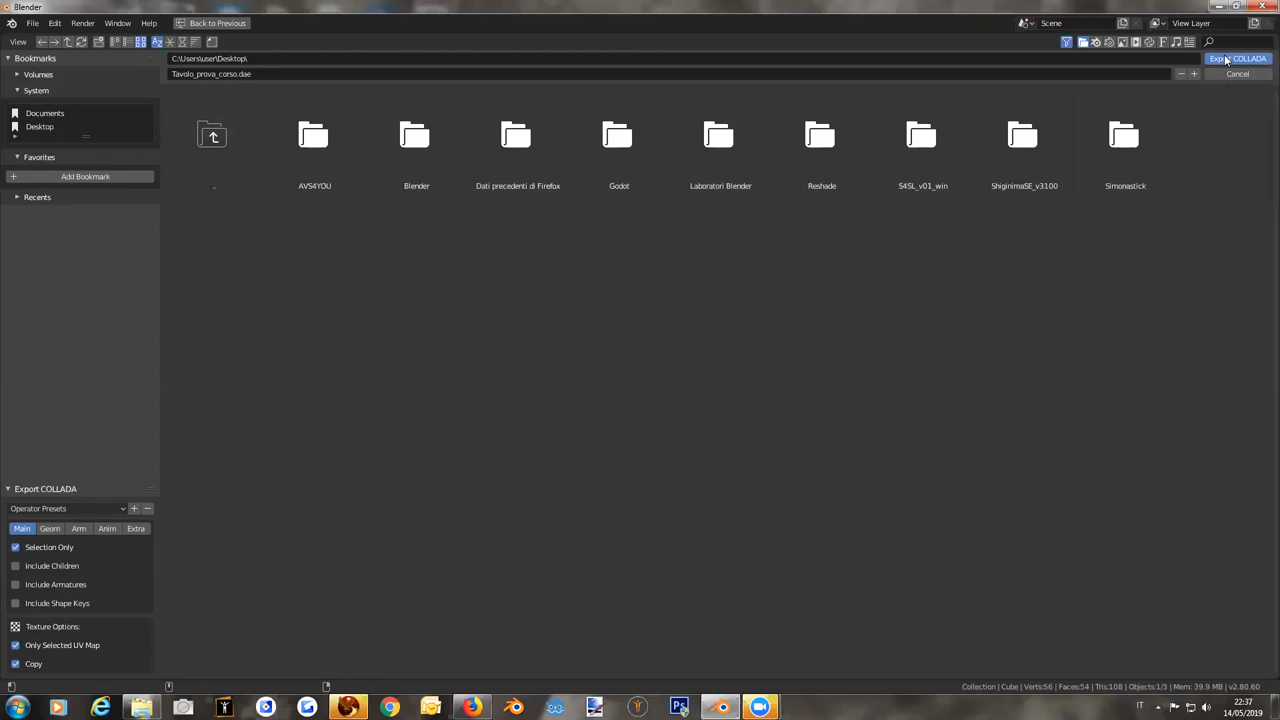 Blender
File Edit Render Window Help Back to Previous Scene View Layer
View
Bookmarks
C:\Users\user\Desktop\
Export COLLADA
Volumes
Tavolo_prova_corso.dae
Cancel
System
Documents
Desktop
Favorites
Add Bookmark
Recents
..
AVS4YOU
Blender
Dati precedenti di Firefox
Godot
Laboratori Blender
Reshade
S4SL_v01_win
ShiginimaSE_v3100
Simonastick
Export COLLADA
Operator Presets
Main Geom Arm Anim Extra
Selection Only
Include Children
Include Armatures
Include Shape Keys
Texture Options:
Only Selected UV Map
Copy
Collection | Cube | Verts:56 | Faces:54 | Tris:108 | Objects:1/3 | Mem: 39.9 MB | v2.80.60
IT
22:37
14/05/2019